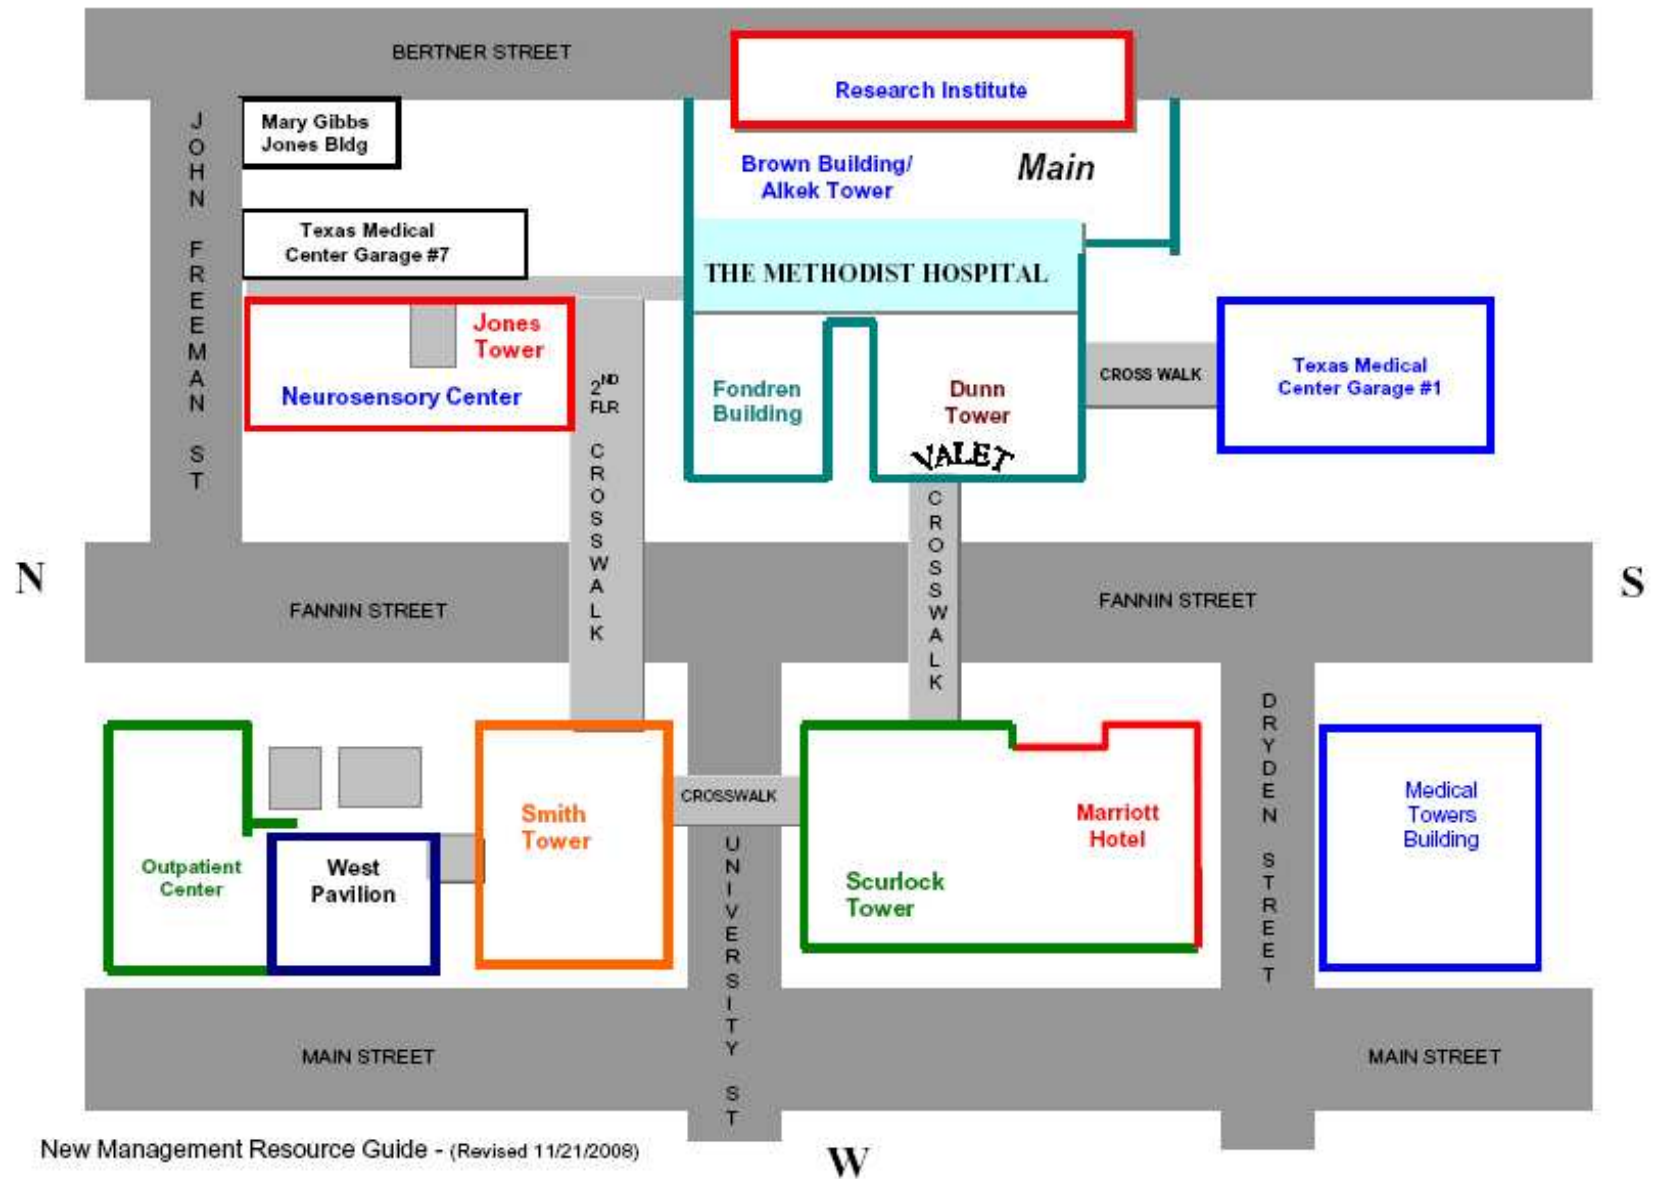 BERTNER STREET
Research Institute
JOHN FREEMAN ST
Mary Gibbs
Jones Bldg
Brown Building/
Alkek Tower
Main
Texas Medical
Center Garage #7
THE METHODIST HOSPITAL
Jones
Tower
Neurosensory Center
2ND
FLR
CROSSWALK
Fondren
Building
Dunn
Tower
VALET
CROSS WALK
Texas Medical
Center Garage #1
CROSSWALK
N
S
FANNIN STREET
FANNIN STREET
Outpatient
Center
West
Pavilion
Smith
Tower
CROSSWALK
UNIVERSITY ST
Scurlock
Tower
Marriott
Hotel
DRYDEN STREET
Medical
Towers
Building
MAIN STREET
MAIN STREET
New Management Resource Guide - (Revised 11/21/2008)
W